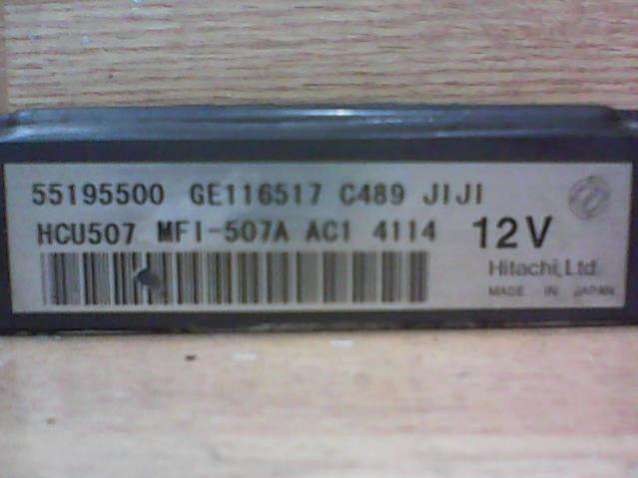 55195500 GE116517 C489 JIJI
HCU507 MFI-507A AC1 4114 12V
Hitachi, Ltd.
MADE IN JAPAN